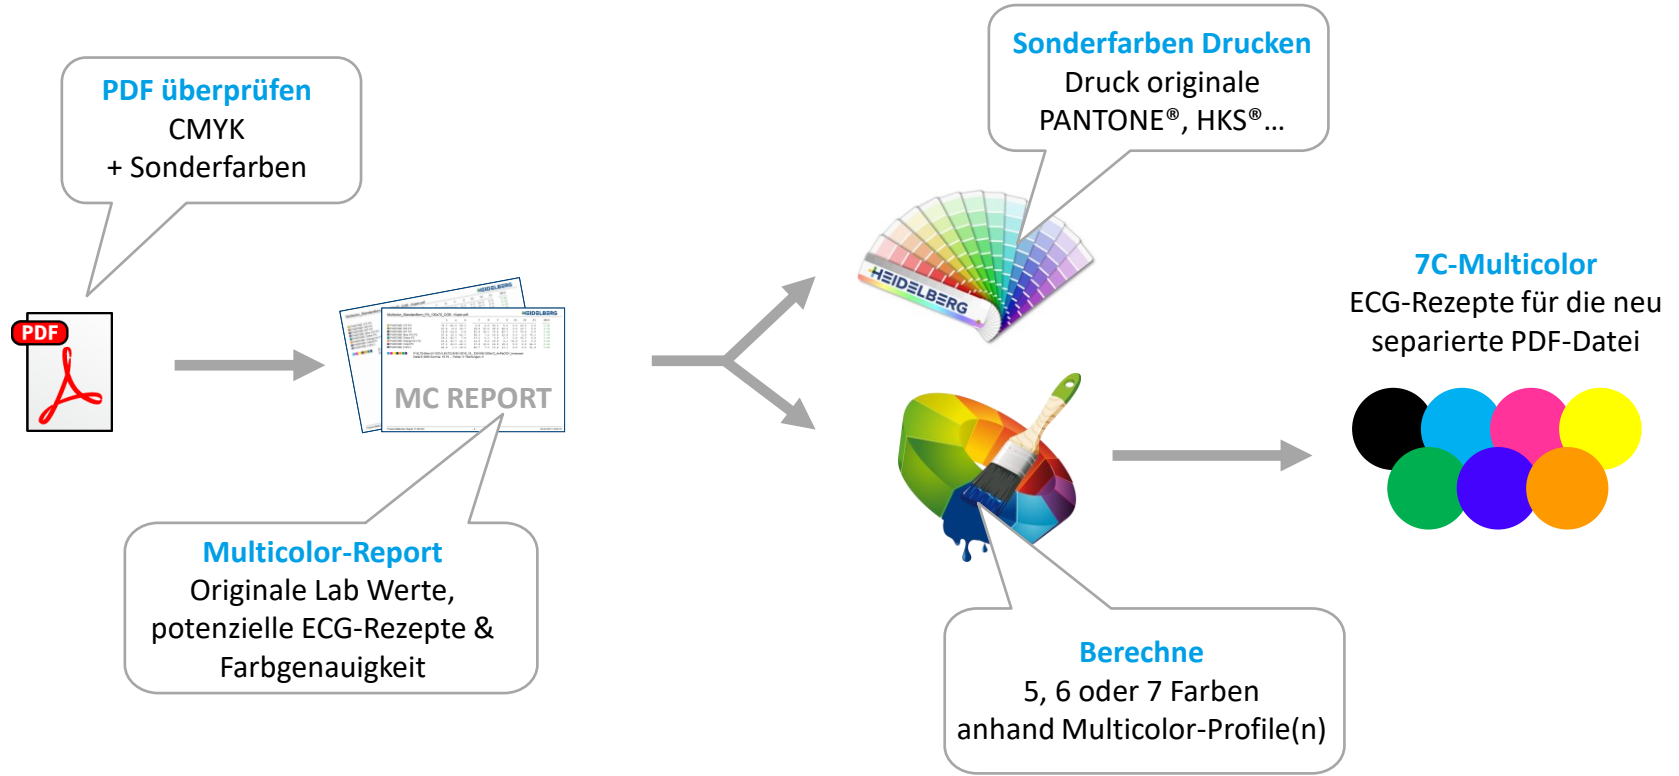 PDF überprüfen
CMYK
+ Sonderfarben
PDF
HEIDELBERG
HEIDELBERG
MC REPORT
Multicolor-Report
Originale Lab Werte,
potenzielle ECG-Rezepte &
Farbgenauigkeit
Sonderfarben Drucken
Druck originale
PANTONE®, HKS®...
HEIDELBERG
Berechne
5, 6 oder 7 Farben
anhand Multicolor-Profile(n)
7C-Multicolor
ECG-Rezepte für die neu
separierte PDF-Datei